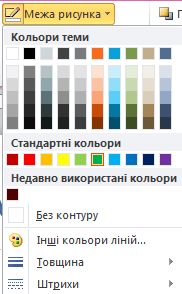 Межа рисунка
Кольори теми
Стандартні кольори
Недавно використані кольори
Без контуру
Інші кольори ліній...
Товщина
Штрихи